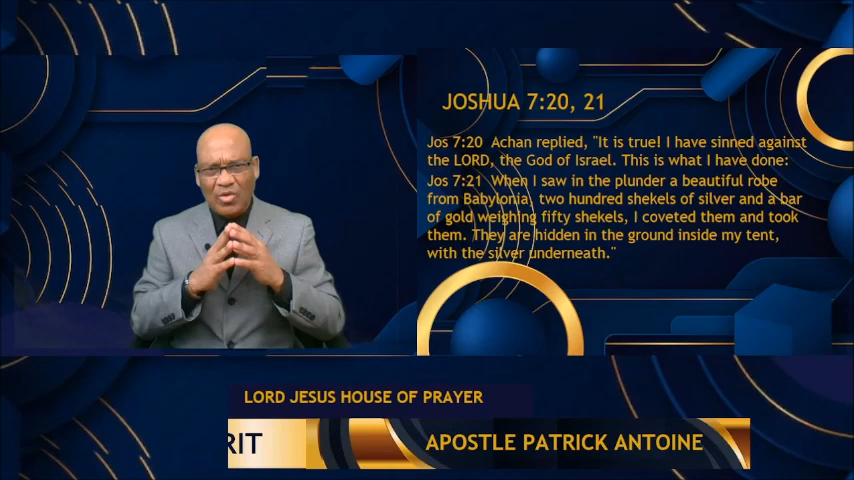 JOSHUA 7:20, 21
Jos 7:20 Achan replied, "It is true! I have sinned against
the LORD, the God of Israel. This is what I have done:
Jos 7:21 When I saw in the plunder a beautiful robe
from Babylonia, two hundred shekels of silver and a bar
of gold weighing fifty shekels, I coveted them and took
them. They are hidden in the ground inside my tent,
with the silver underneath."
LORD JESUS HOUSE OF PRAYER
RIT
APOSTLE PATRICK ANTOINE